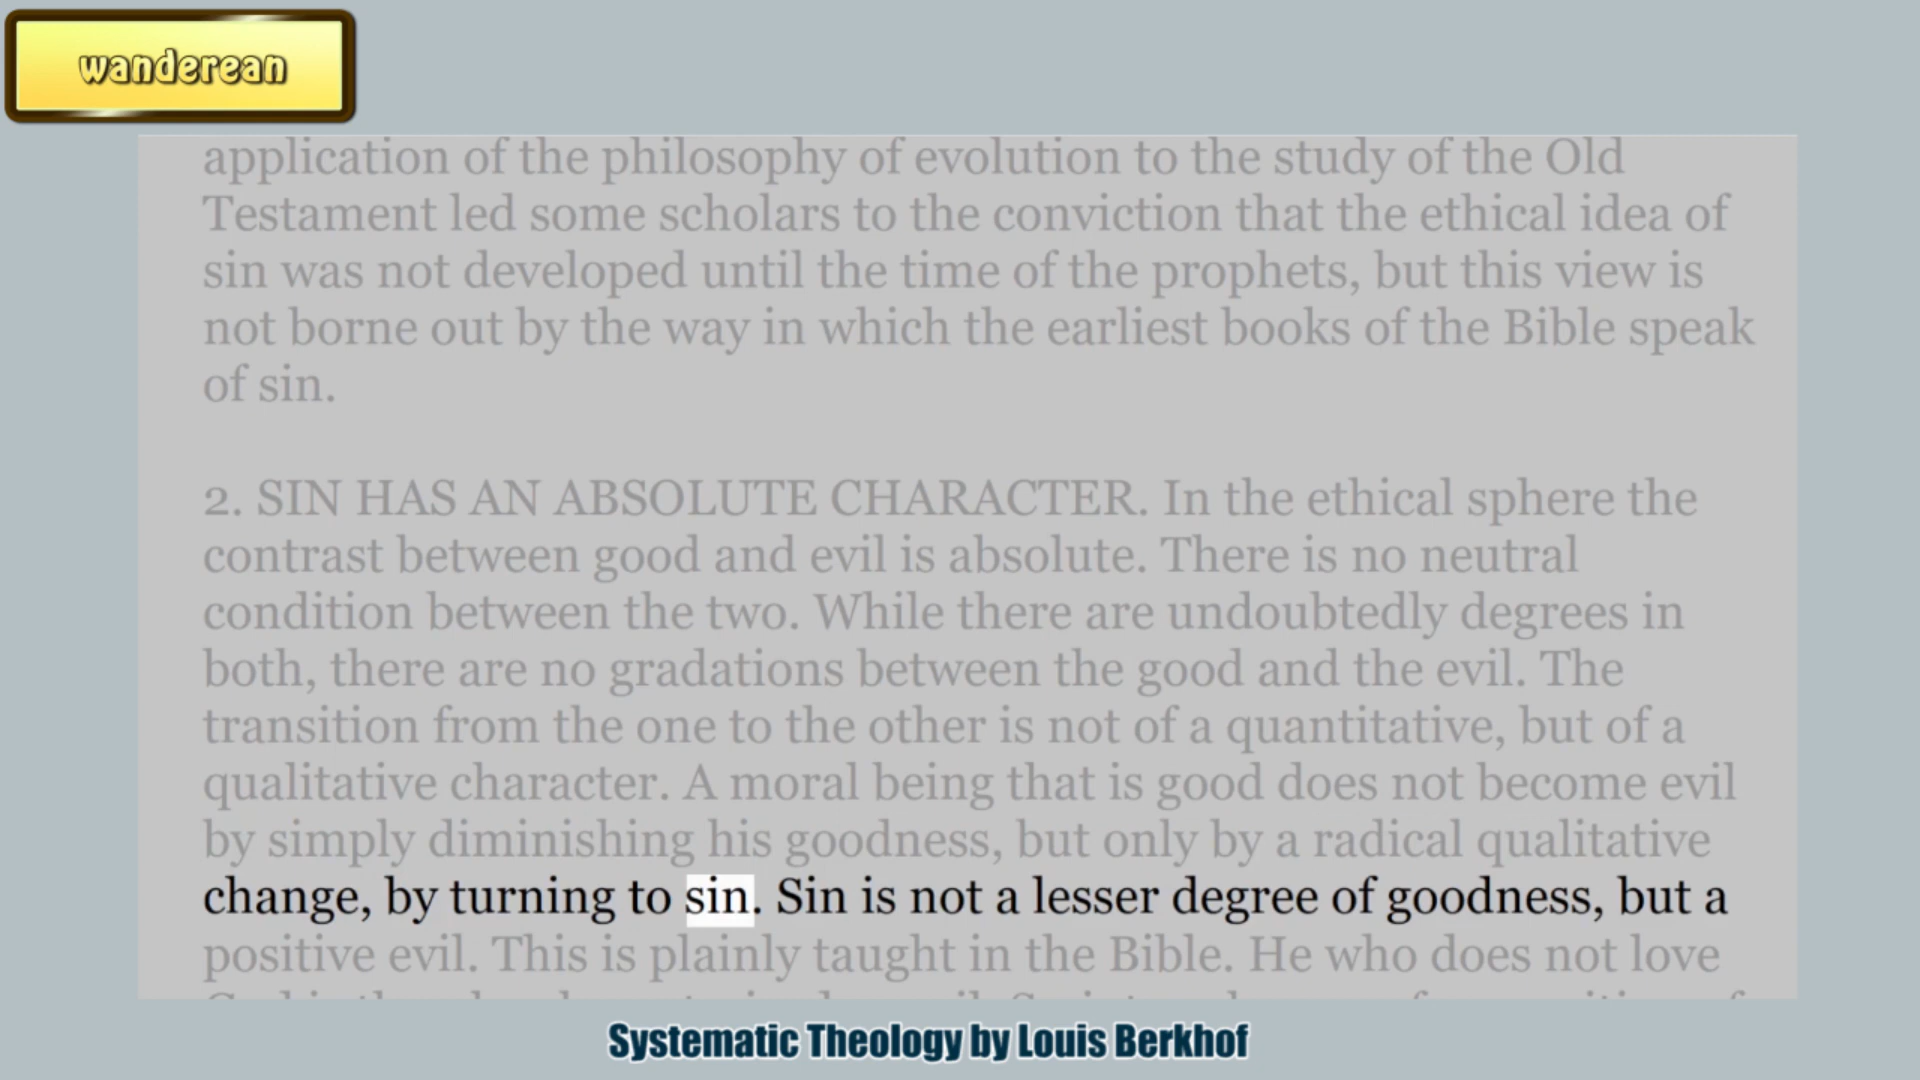 wanderean
application of the philosophy of evolution to the study of the Old
Testament led some scholars to the conviction that the ethical idea of
sin was not developed until the time of the prophets, but this view is
not borne out by the way in which the earliest books of the Bible speak
of sin.
2. SIN HAS AN ABSOLUTE CHARACTER. In the ethical sphere the
contrast between good and evil is absolute. There is no neutral
condition between the two. While there are undoubtedly degrees in
both, there are no gradations between the good and the evil. The
transition from the one to the other is not of a quantitative, but of a
qualitative character. A moral being that is good does not become evil
by simply diminishing his goodness, but only by a radical qualitative
change, by turning to sin. Sin is not a lesser degree of goodness, but a
positive evil. This is plainly taught in the Bible. He who does not love
Systematic Theology by Louis Berkhof